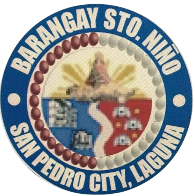 BARANGAY STO. NIÑO
SAN PEDRO CITY, LAGUNA